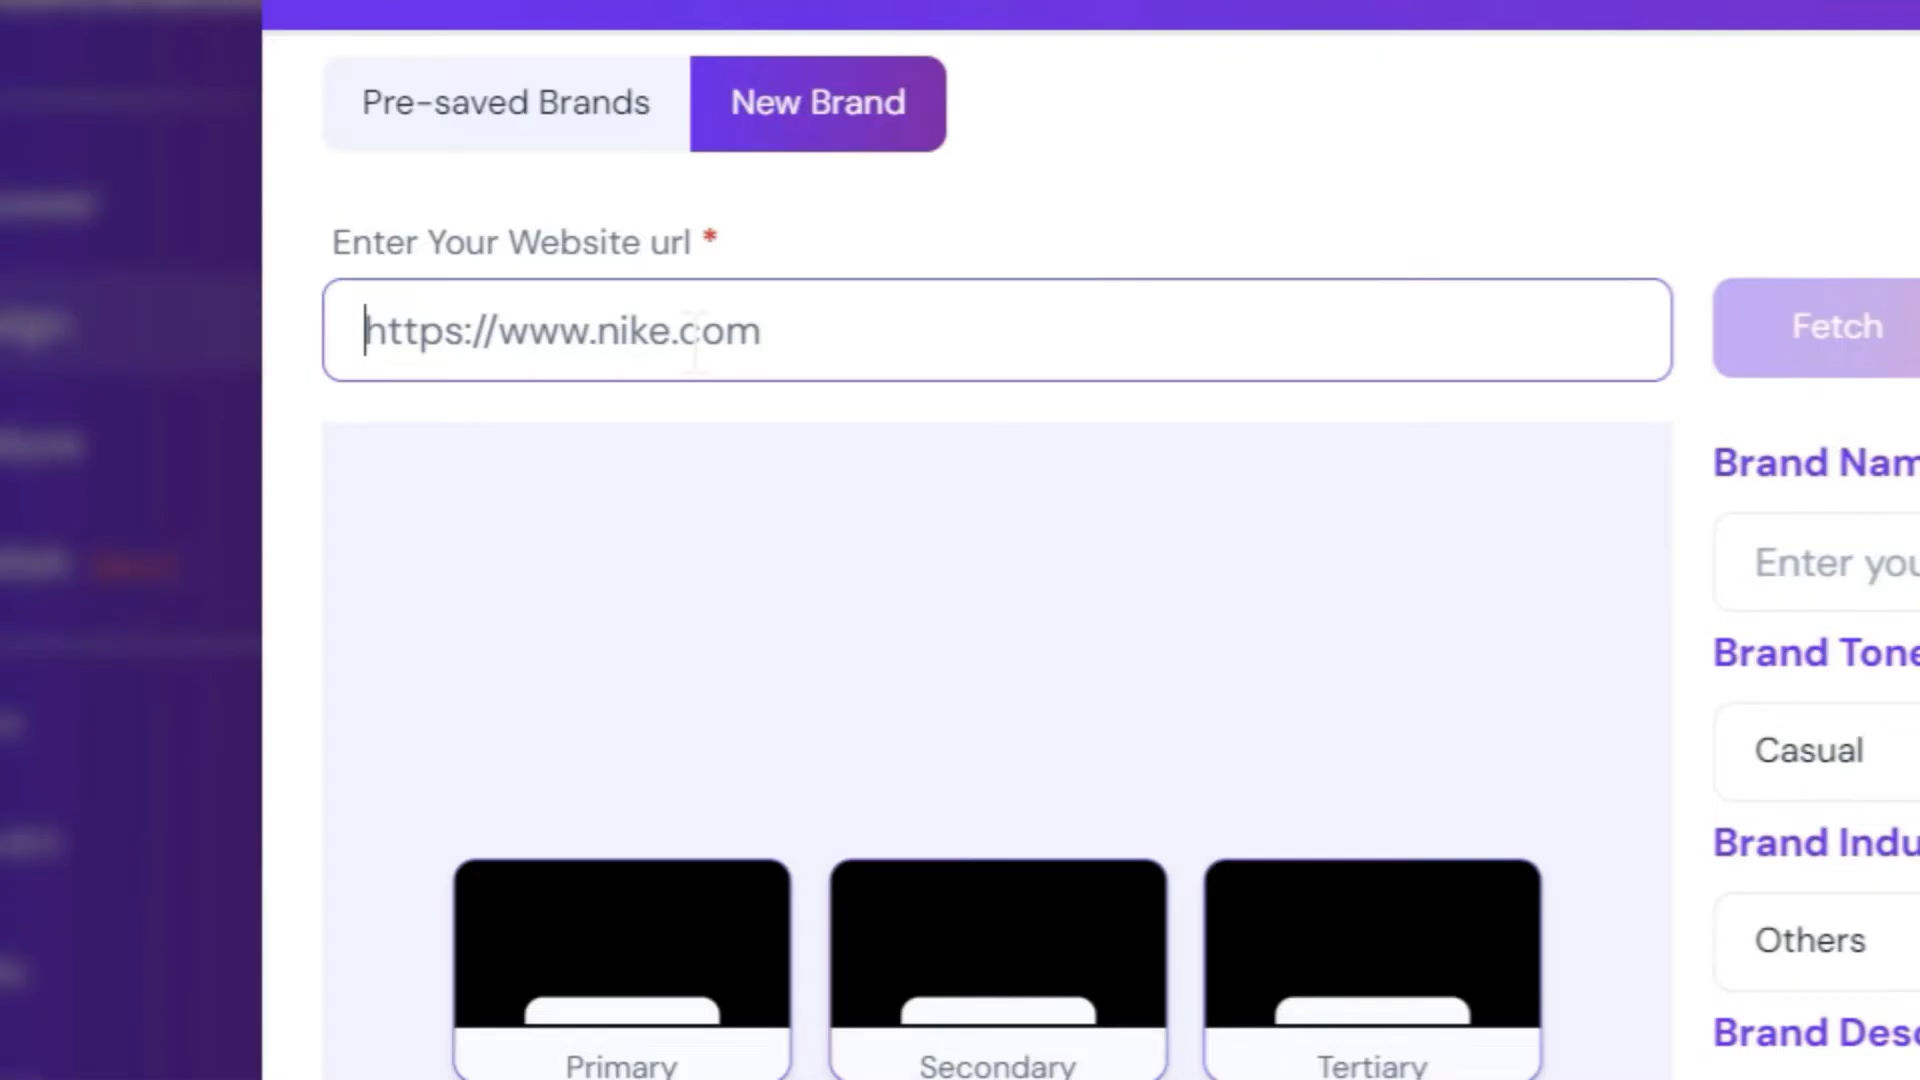 Pre-saved Brands
New Brand
Enter Your Website url *
https://www.nike.com
Fetch
Brand Nam
Enter you
Brand Tone
Casual
Brand Indu
Others
Brand Desc
Primary
Secondary
Tertiary